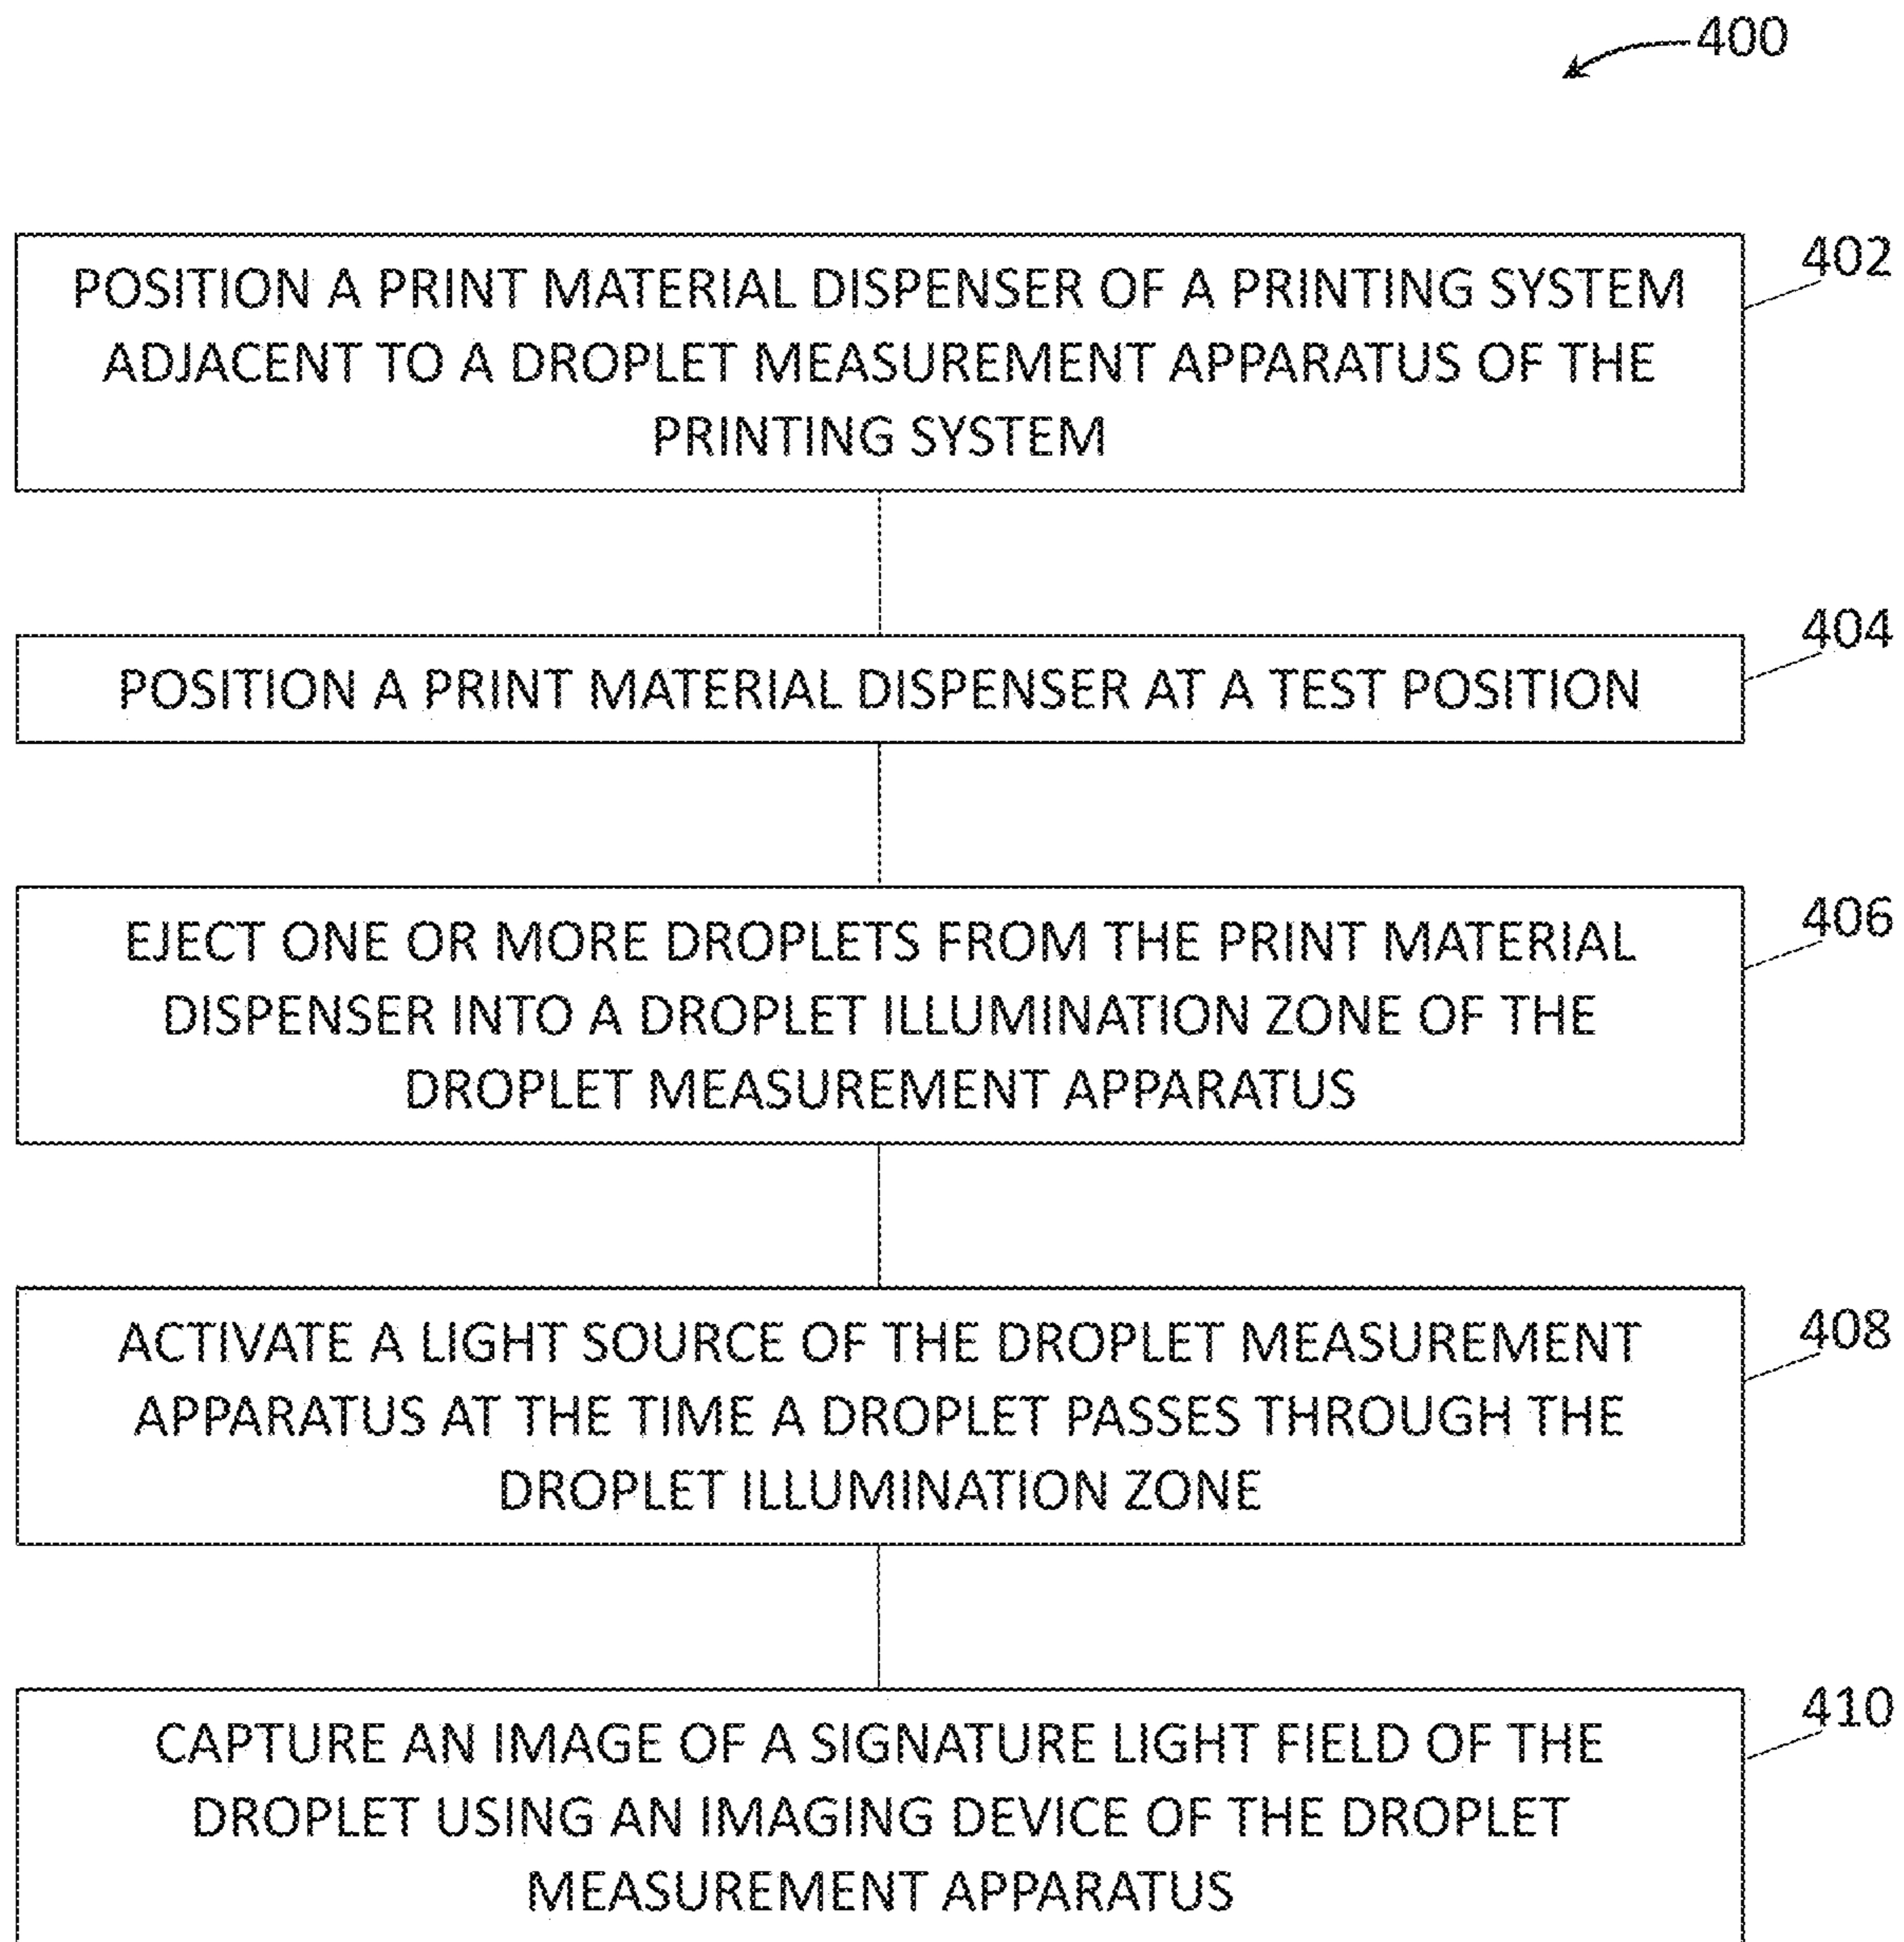 400
402
POSITION A PRINT MATERIAL DISPENSER OF A PRINTING SYSTEM
ADJACENT TO A DROPLET MEASUREMENT APPARATUS OF THE
PRINTING SYSTEM
404
POSITION A PRINT MATERIAL DISPENSER AT A TEST POSITION
406
EJECT ONE OR MORE DROPLETS FROM THE PRINT MATERIAL
DISPENSER INTO A DROPLET ILLUMINATION ZONE OF THE
DROPLET MEASUREMENT APPARATUS
408
ACTIVATE A LIGHT SOURCE OF THE DROPLET MEASUREMENT
APPARATUS AT THE TIME A DROPLET PASSES THROUGH THE
DROPLET ILLUMINATION ZONE
410
CAPTURE AN IMAGE OF A SIGNATURE LIGHT FIELD OF THE
DROPLET USING AN IMAGING DEVICE OF THE DROPLET
MEASUREMENT APPARATUS